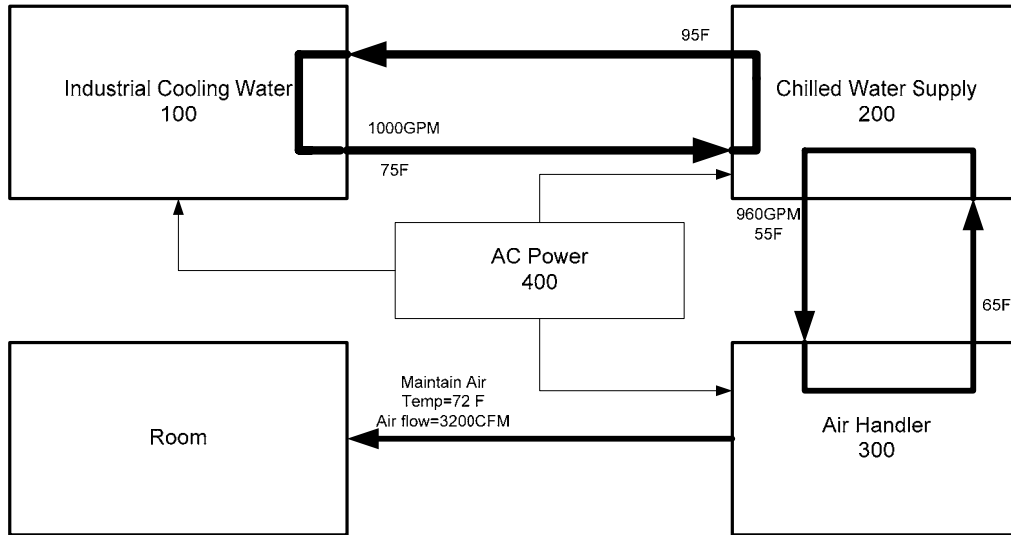 Industrial Cooling Water
100
95F
1000GPM
75F
Chilled Water Supply
200
AC Power
400
960GPM
55F
65F
Room
Maintain Air
Temp=72 F
Air flow=3200CFM
Air Handler
300